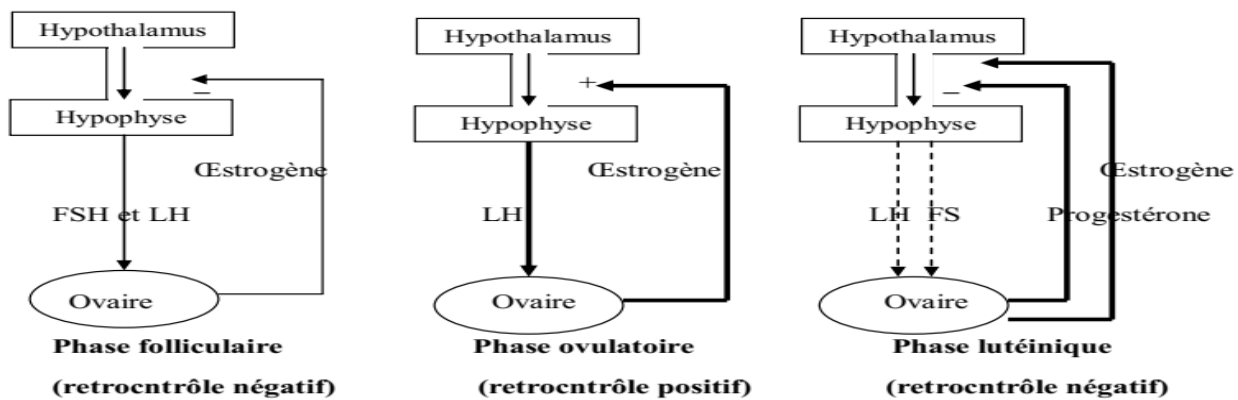 Hypothalamus
–
Hypophyse
Œstrogène
FSH et LH
Ovaire
Phase folliculaire
(retrocntrôle négatif)
Hypothalamus
+
Hypophyse
Œstrogène
LH
Ovaire
Phase ovulatoire
(retrocntrôle positif)
Hypothalamus
–
Hypophyse
Œstrogène
LH FS
Progestérone
Ovaire
Phase lutéinique
(retrocntrôle négatif)